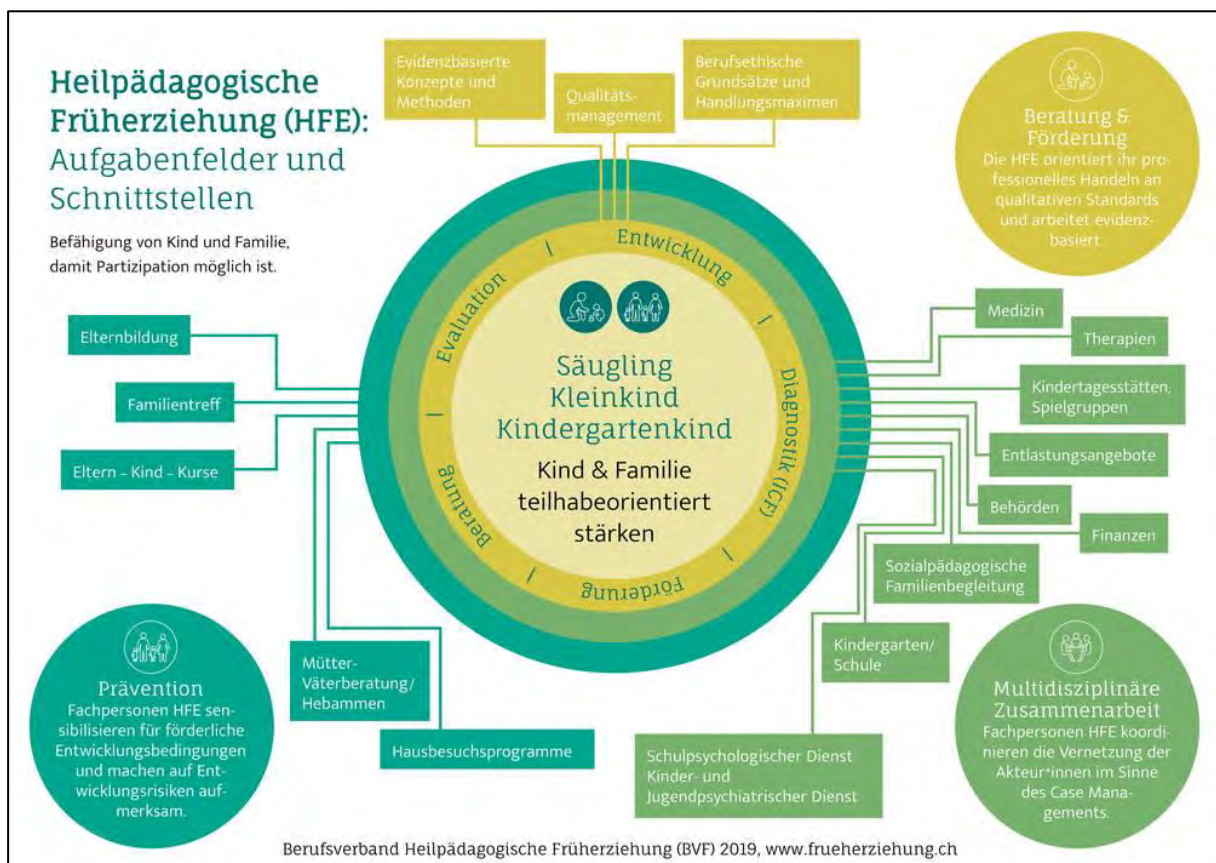 Heilpädagogische
Früherziehung (HFE):
Aufgabenfelder und
Schnittstellen
Befähigung von Kind und Familie,
damit Partizipation möglich ist.
Evidenzbasierte
Konzepte und
Methoden
Qualitäts-
management
Berufsethische
Grundsätze und
Handlungsmaximen
Beratung &
Förderung
Die HFE orientiert ihr pro-
fessionelles Handeln an
qualitativen Standards
und arbeitet evidenz-
basiert.
Elternbildung
Familientreff
Eltern – Kind – Kurse
Entwicklung
Diagnostik (ICF)
Förderung
Beratung
Evaluation
Säugling
Kleinkind
Kindergartenkind
Kind & Familie
teilhabeorientiert
stärken
Medizin
Therapien
Kindertagesstätten,
Spielgruppen
Entlastungsangebote
Behörden
Finanzen
Sozialpädagogische
Familienbegleitung
Kindergarten/
Schule
Schulpsychologischer Dienst
Kinder- und
Jugendpsychiatrischer Dienst
Prävention
Fachpersonen HFE sen-
sibilisieren für förderliche
Entwicklungsbedingungen
und machen auf Ent-
wicklungsrisiken auf-
merksam.
Mütter-
Väterberatung/
Hebammen
Hausbesuchsprogramme
Multidisziplinäre
Zusammenarbeit
Fachpersonen HFE koordi-
nieren die Vernetzung der
Akteur*innen im Sinne
des Case Mana-
gements.
Berufsverband Heilpädagogische Früherziehung (BVF) 2019, www.frueherziehung.ch